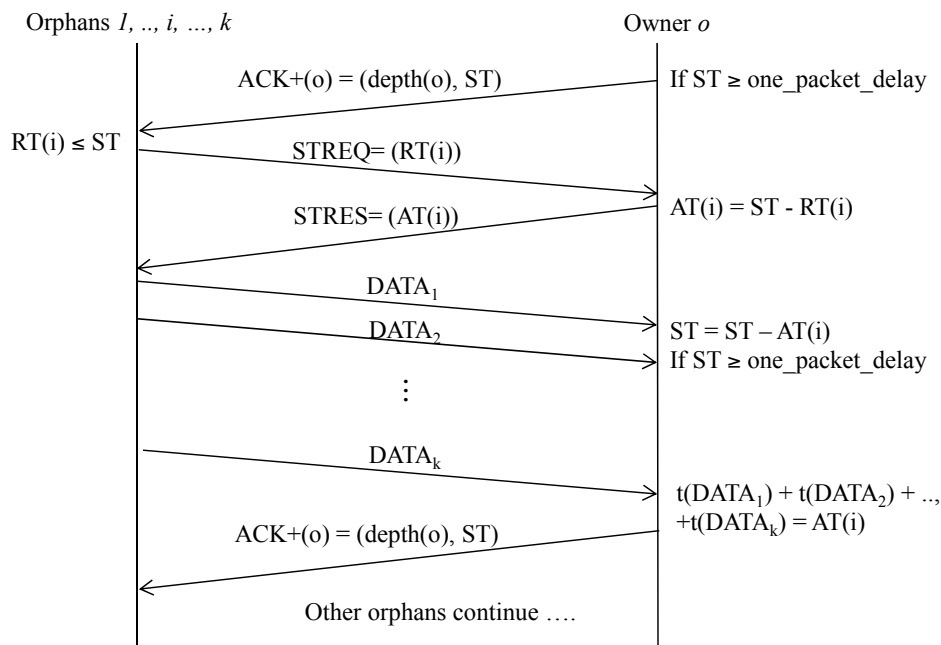 Orphans 1, .., i, …, k
Owner o
ACK+(o) = (depth(o), ST)
If ST ≥ one_packet_delay
RT(i) ≤ ST
STREQ= (RT(i))
STRES= (AT(i))
AT(i) = ST - RT(i)
DATA₁
ST = ST – AT(i)
DATA₂
If ST ≥ one_packet_delay
⋮
DATAₖ
t(DATA₁) + t(DATA₂) + ..,
+t(DATAₖ) = AT(i)
ACK+(o) = (depth(o), ST)
Other orphans continue ….